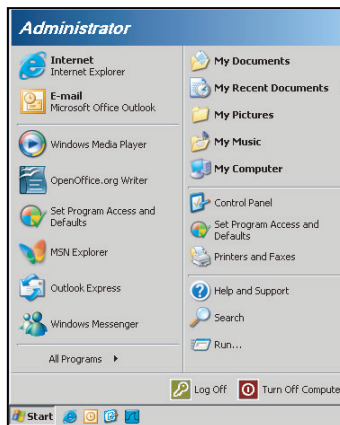 Administrator
Internet
Internet Explorer
E-mail
Microsoft Office Outlook
Windows Media Player
OpenOffice.org Writer
Set Program Access and
Defaults
MSN Explorer
Outlook Express
Windows Messenger
All Programs
My Documents
My Recent Documents
My Pictures
My Music
My Computer
Control Panel
Set Program Access and
Defaults
Printers and Faxes
Help and Support
Search
Run...
Log Off
Turn Off Compute
Start